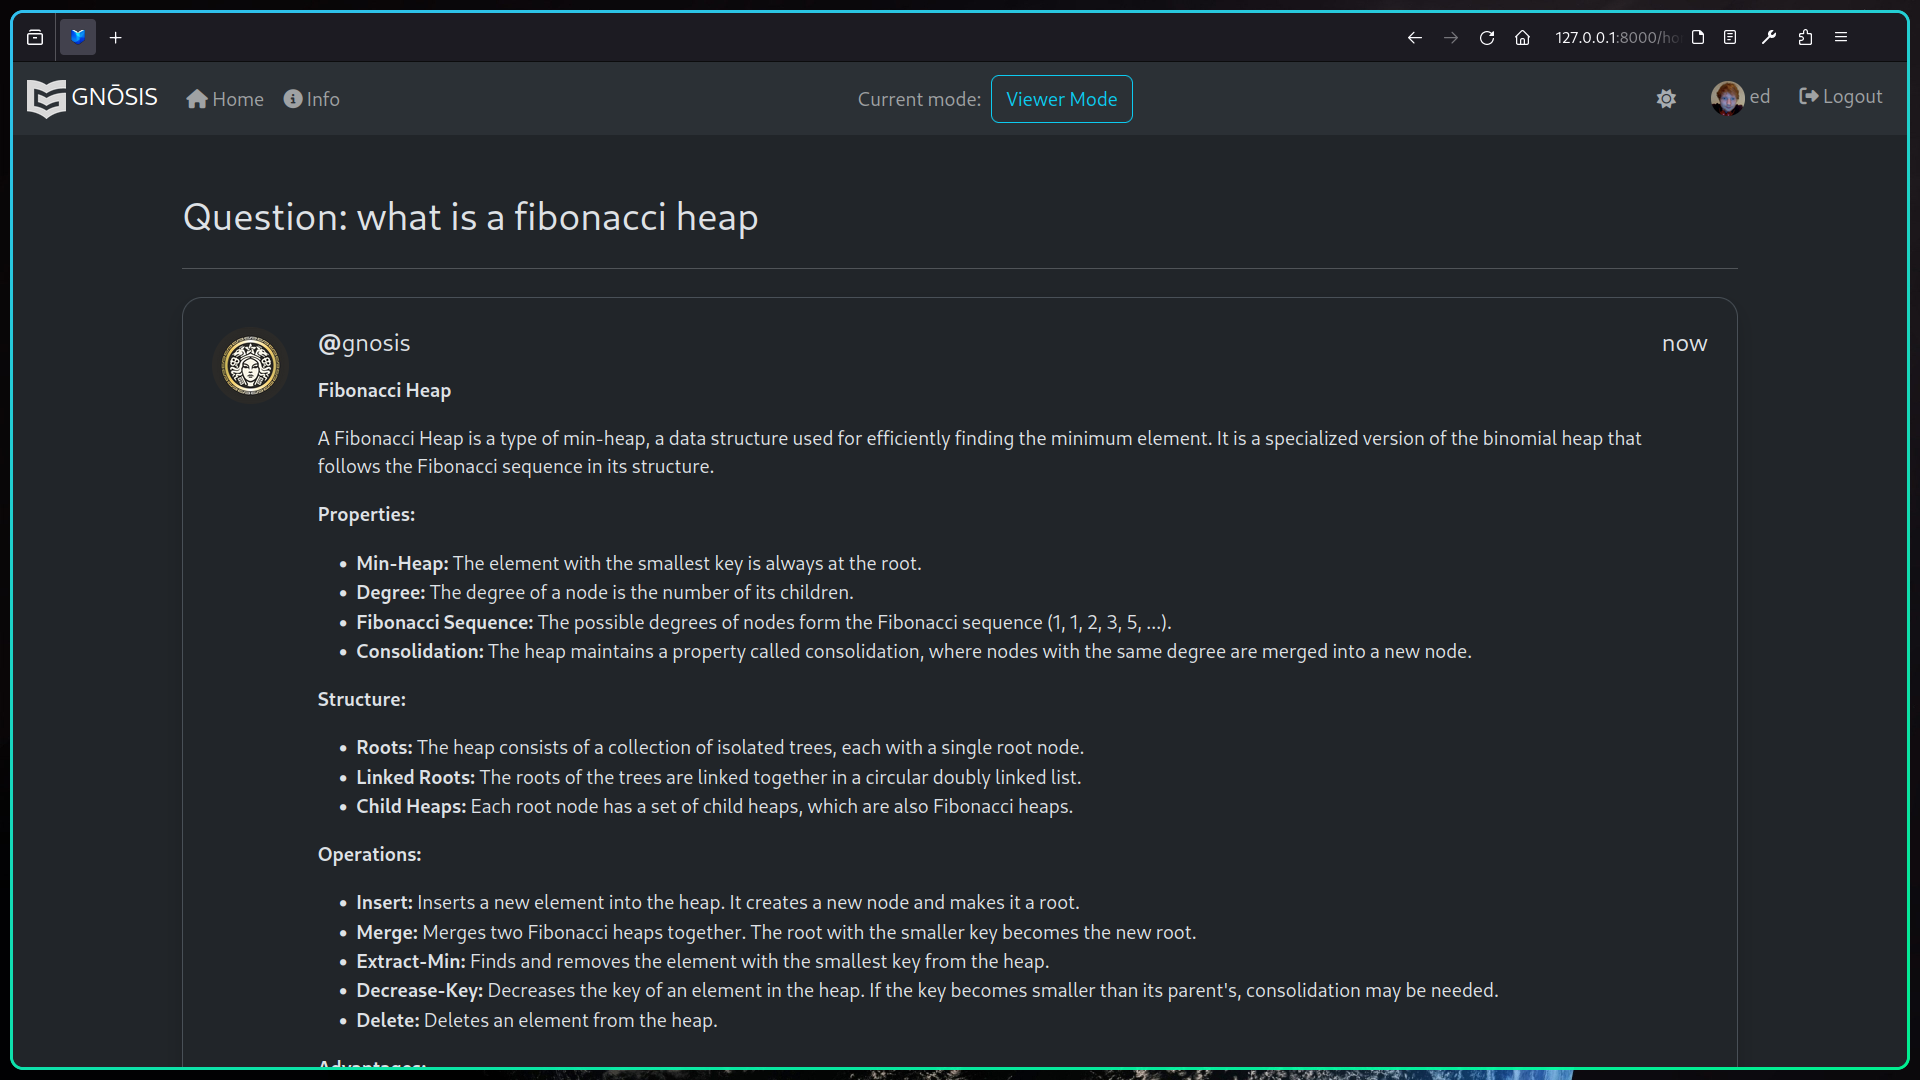 127.0.0.1:8000/ho
GNŌSIS
Home
Info
Current mode:
Viewer Mode
ed
Logout
Question: what is a fibonacci heap
@gnosis
now
Fibonacci Heap
A Fibonacci Heap is a type of min-heap, a data structure used for efficiently finding the minimum element. It is a specialized version of the binomial heap that
follows the Fibonacci sequence in its structure.
Properties:
• Min-Heap: The element with the smallest key is always at the root.
• Degree: The degree of a node is the number of its children.
• Fibonacci Sequence: The possible degrees of nodes form the Fibonacci sequence (1, 1, 2, 3, 5, ...).
• Consolidation: The heap maintains a property called consolidation, where nodes with the same degree are merged into a new node.
Structure:
• Roots: The heap consists of a collection of isolated trees, each with a single root node.
• Linked Roots: The roots of the trees are linked together in a circular doubly linked list.
• Child Heaps: Each root node has a set of child heaps, which are also Fibonacci heaps.
Operations:
• Insert: Inserts a new element into the heap. It creates a new node and makes it a root.
• Merge: Merges two Fibonacci heaps together. The root with the smaller key becomes the new root.
• Extract-Min: Finds and removes the element with the smallest key from the heap.
• Decrease-Key: Decreases the key of an element in the heap. If the key becomes smaller than its parent's, consolidation may be needed.
• Delete: Deletes an element from the heap.
Advantages: